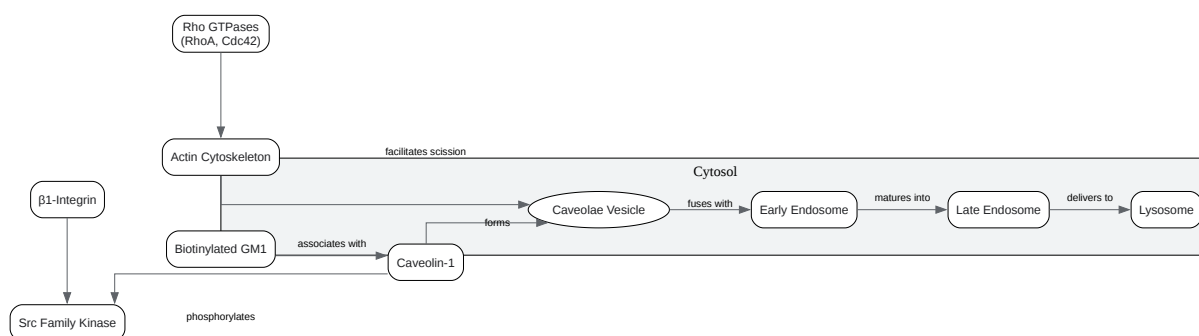 Rho GTPases
(RhoA, Cdc42)
Actin Cytoskeleton
facilitates scission
Cytosol
β1-Integrin
Caveolae Vesicle
fuses with
Early Endosome
matures into
Late Endosome
delivers to
Lysosome
forms
Biotinylated GM1
associates with
Caveolin-1
Src Family Kinase
phosphorylates